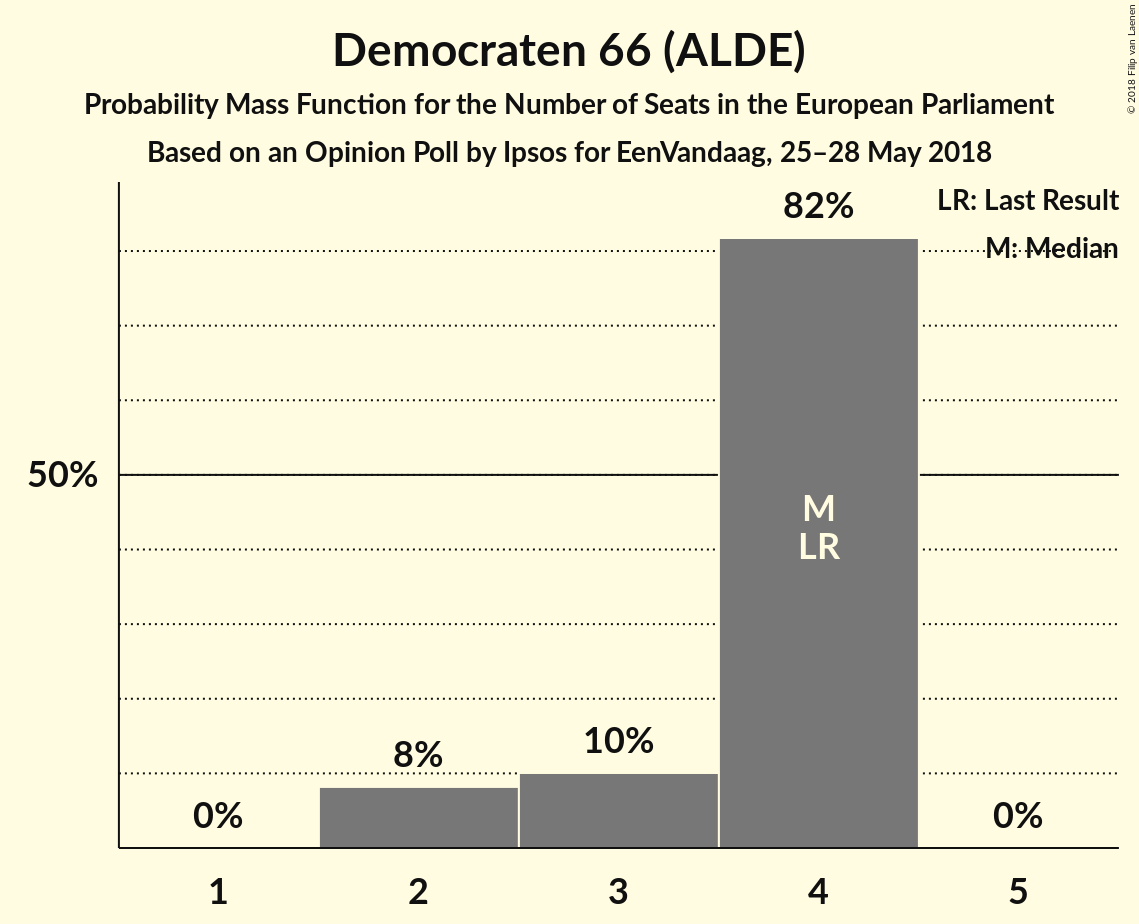 Democraten 66 (ALDE)
Probability Mass Function for the Number of Seats in the European Parliament
Based on an Opinion Poll by Ipsos for EenVandaag, 25–28 May 2018
© 2018 Filip van Laenen
LR: Last Result
M: Median
82%
50%
M
LR
10%
8%
0%
0%
1
2
3
4
5